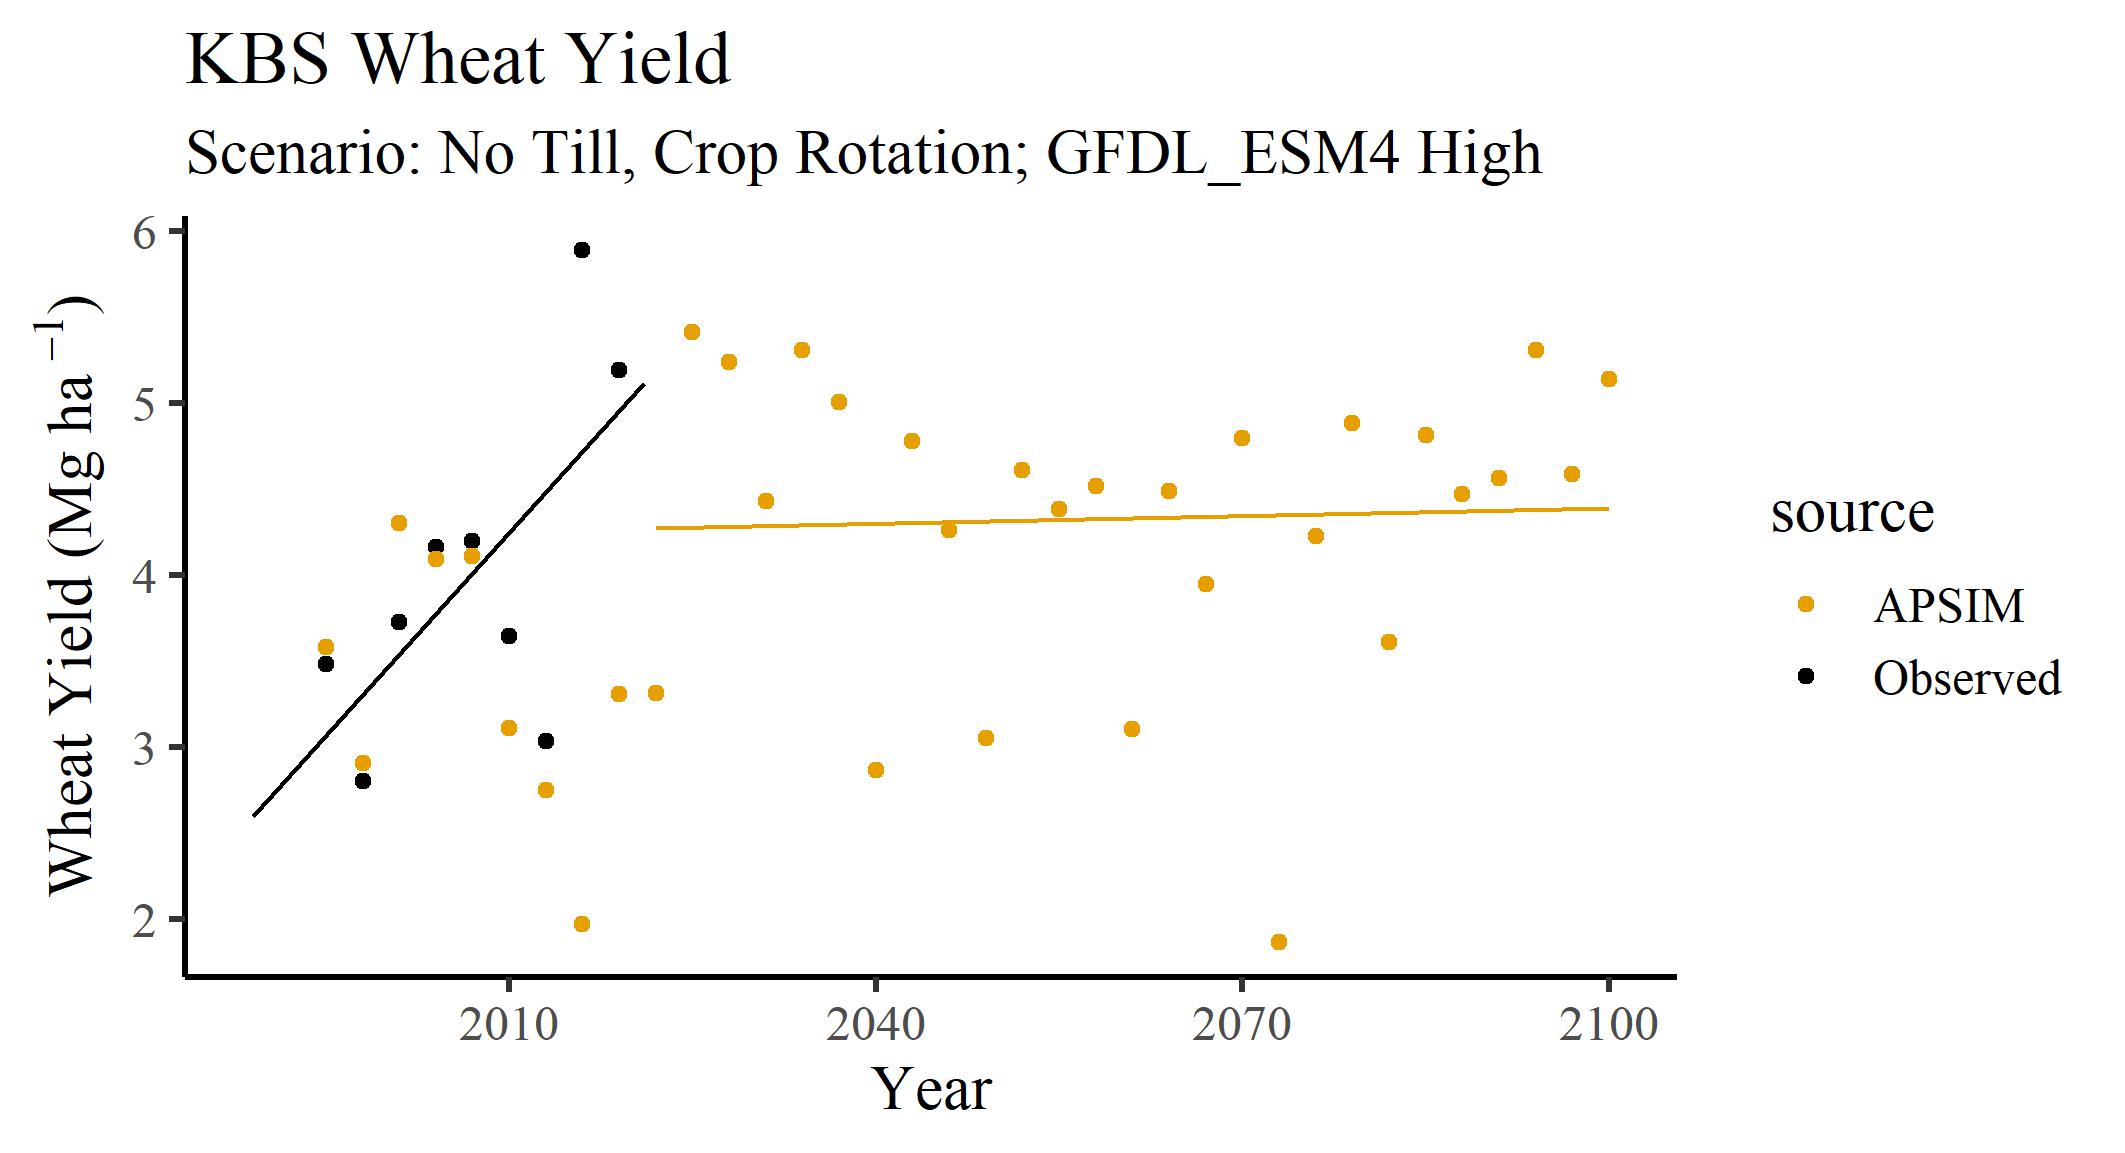 KBS Wheat Yield
Scenario: No Till, Crop Rotation; GFDL_ESM4 High
Wheat Yield (Mg ha −1)
6
5
4
3
2
2010
2040
2070
2100
Year
source
APSIM
Observed